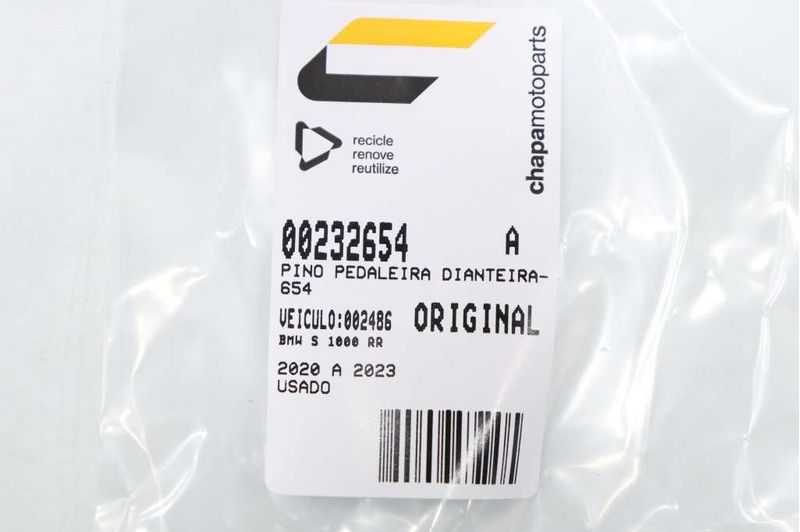 chapamotoparts
recicle
renove
reutilize
00232654 A
PINO PEDALEIRA DIANTEIRA-
654
VEICULO:002486 ORIGINAL
BMW S 1000 RR
2020 A 2023
USADO